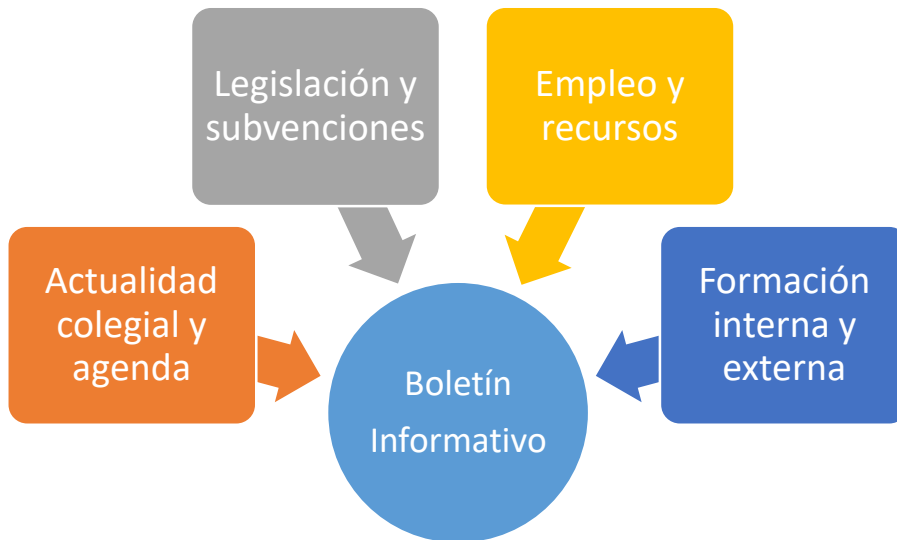 Legislación y
subvenciones
Empleo y
recursos
Actualidad
colegial y
agenda
Formación
interna y
externa
Boletín
Informativo